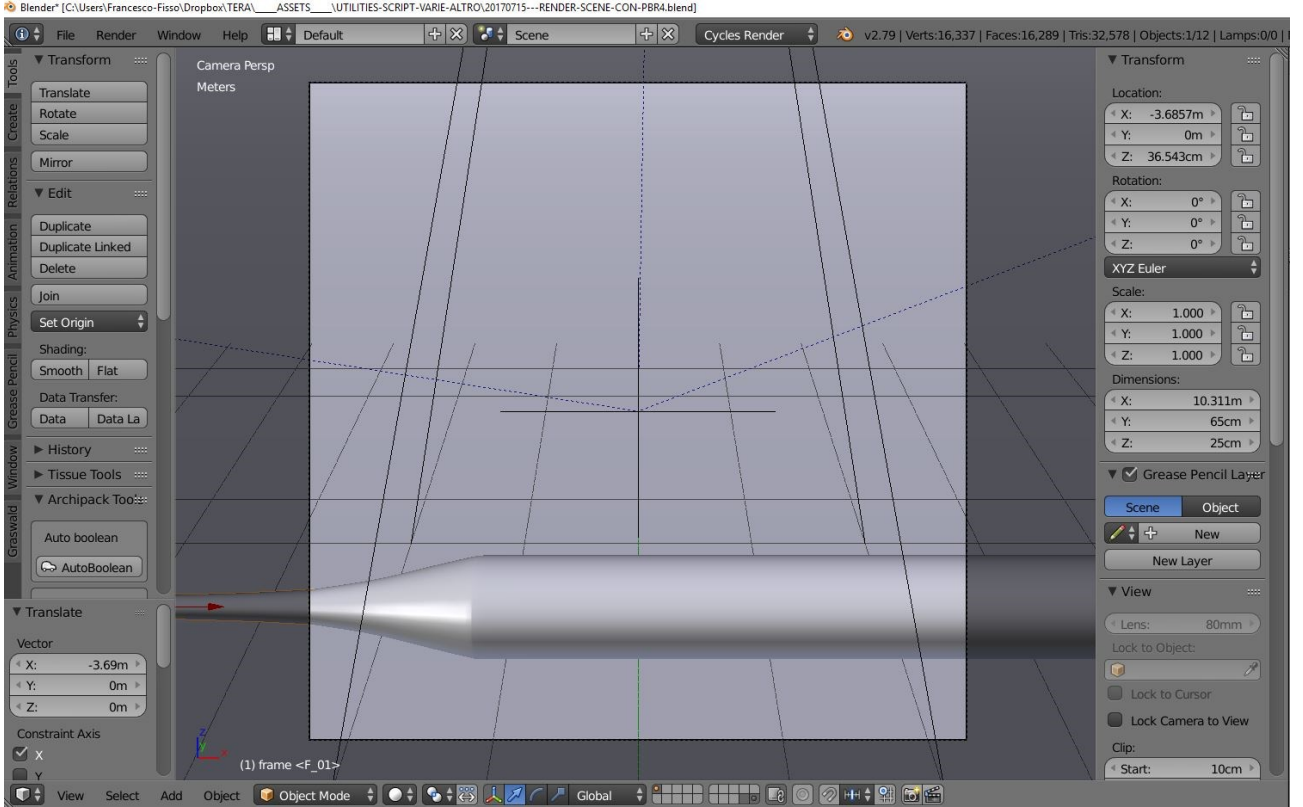 Blender* [C:\Users\Francesco-Fisso\Dropbox\TERA\____ASSETS____\UTILITIES-SCRIPT-VARIE-ALTRO\20170715---RENDER-SCENE-CON-PBR4.blend]
File Render Window Help Default Scene Cycles Render v2.79 | Verts:16,337 | Faces:16,289 | Tris:32,578 | Objects:1/12 | Lamps:0/0 |
Tools
Create
Relations
Animation
Physics
Grease Pencil
Window
Graswald
Transform
Translate
Rotate
Scale
Mirror
Edit
Duplicate
Duplicate Linked
Delete
Join
Set Origin
Shading:
Smooth Flat
Data Transfer:
Data Data La
History
Tissue Tools
Archipack Tools
Auto boolean
AutoBoolean
Translate
Vector
X: -3.69m
Y: 0m
Z: 0m
Constraint Axis
X
Y
Camera Persp
Meters
z
y
x
(1) frame <F_01>
Transform
Location:
X: -3.6857m
Y: 0m
Z: 36.543cm
Rotation:
X: 0°
Y: 0°
Z: 0°
XYZ Euler
Scale:
X: 1.000
Y: 1.000
Z: 1.000
Dimensions:
X: 10.311m
Y: 65cm
Z: 25cm
Grease Pencil Layer
Scene Object
New
New Layer
View
Lens: 80mm
Lock to Object:
Lock to Cursor
Lock Camera to View
Clip:
Start: 10cm
View Select Add Object Object Mode Global